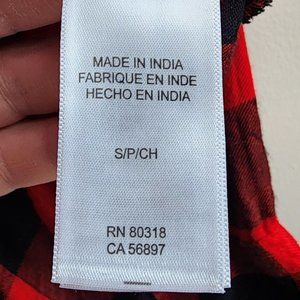 MADE IN INDIA
FABRIQUE EN INDE
HECHO EN INDIA
S/P/CH
RN 80318
CA 56897